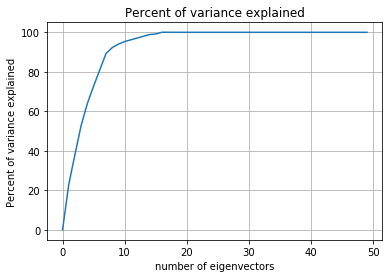 Percent of variance explained
100
80
60
40
20
0
Percent of variance explained
0 10 20 30 40 50
number of eigenvectors